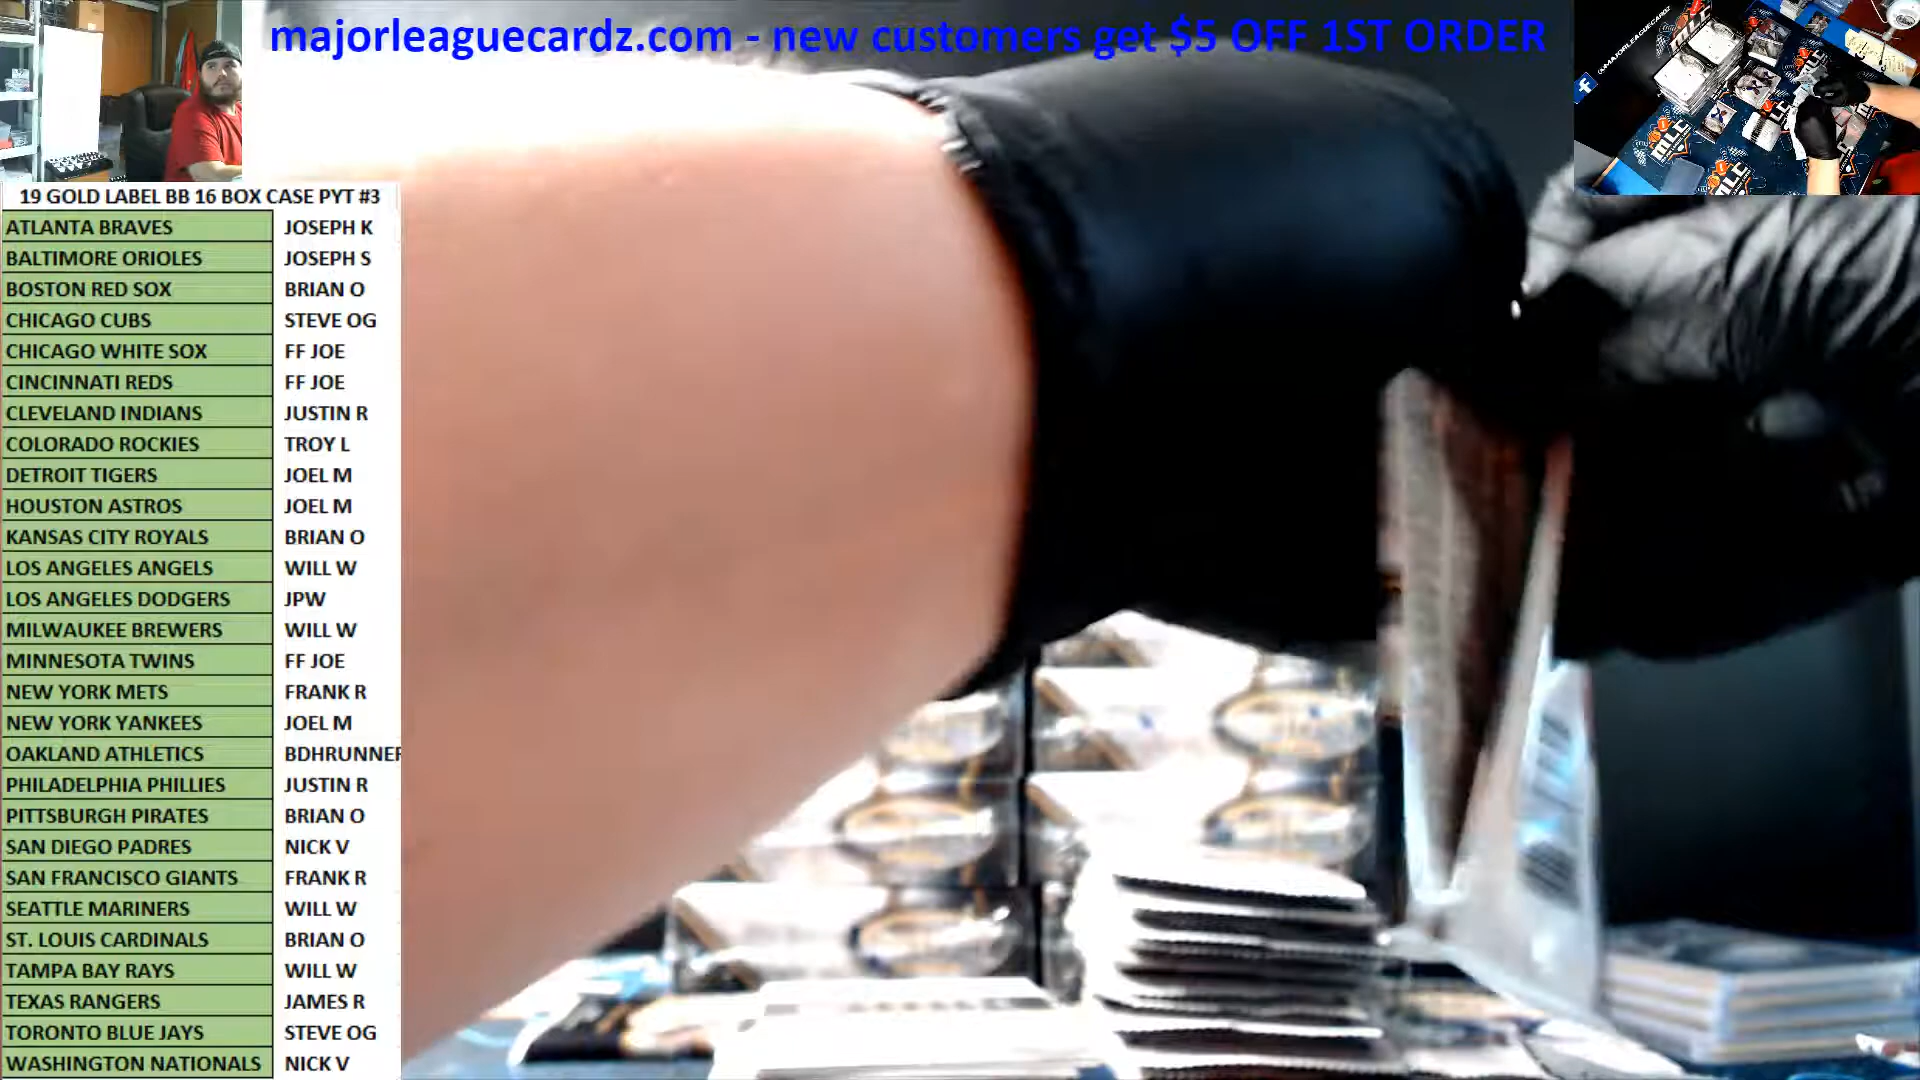 majorleaguecardz.com - new customers get $5 OFF 1ST ORDER
@MAJORLEAGUECARDZ
f
MLC
MLC
MLC
19 GOLD LABEL BB 16 BOX CASE PYT #3
ATLANTA BRAVES JOSEPH K
BALTIMORE ORIOLES JOSEPH S
BOSTON RED SOX BRIAN O
CHICAGO CUBS STEVE OG
CHICAGO WHITE SOX FF JOE
CINCINNATI REDS FF JOE
CLEVELAND INDIANS JUSTIN R
COLORADO ROCKIES TROY L
DETROIT TIGERS JOEL M
HOUSTON ASTROS JOEL M
KANSAS CITY ROYALS BRIAN O
LOS ANGELES ANGELS WILL W
LOS ANGELES DODGERS JPW
MILWAUKEE BREWERS WILL W
MINNESOTA TWINS FF JOE
NEW YORK METS FRANK R
NEW YORK YANKEES JOEL M
OAKLAND ATHLETICS BDHRUNNER
PHILADELPHIA PHILLIES JUSTIN R
PITTSBURGH PIRATES BRIAN O
SAN DIEGO PADRES NICK V
SAN FRANCISCO GIANTS FRANK R
SEATTLE MARINERS WILL W
ST. LOUIS CARDINALS BRIAN O
TAMPA BAY RAYS WILL W
TEXAS RANGERS JAMES R
TORONTO BLUE JAYS STEVE OG
WASHINGTON NATIONALS NICK V